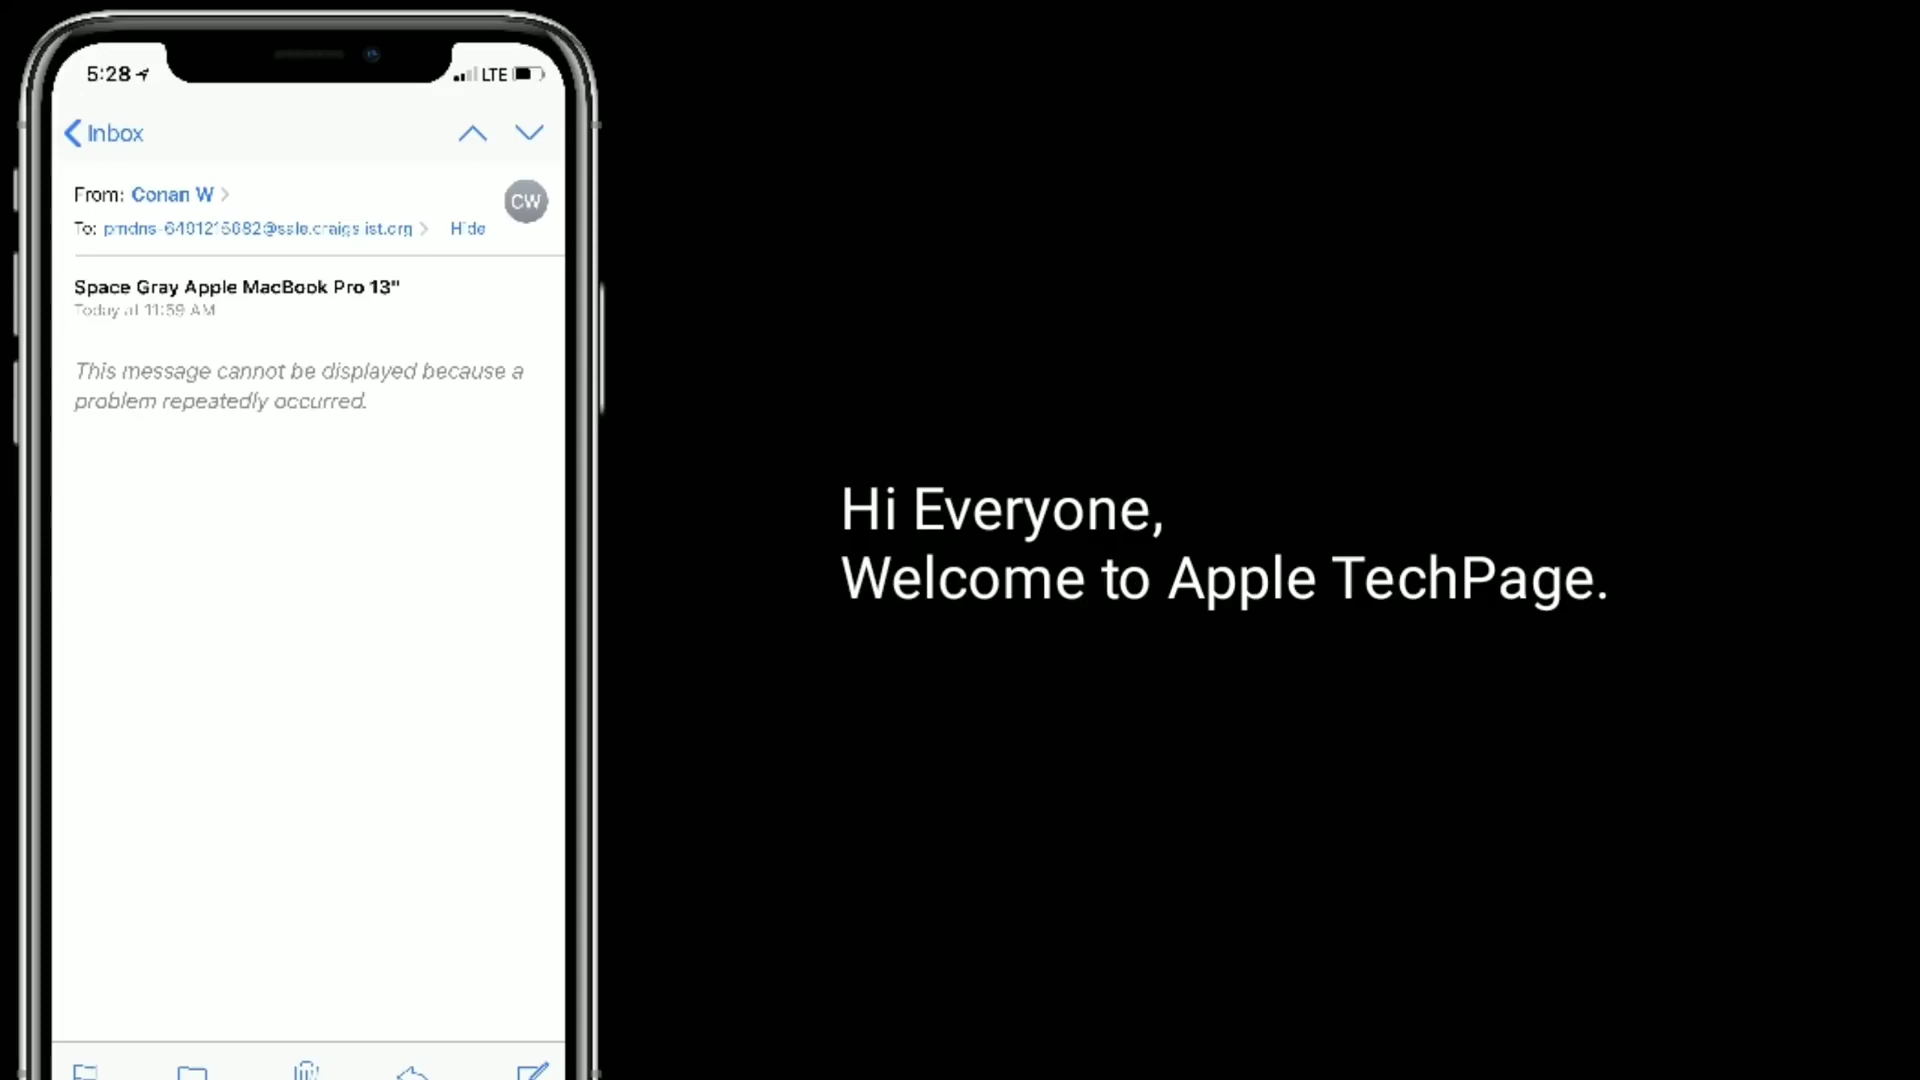 5:28
LTE
Inbox
From: Conan W
CW
To: Hide
Space Gray Apple MacBook Pro 13"
Today at 11:59 AM
This message cannot be displayed because a
problem repeatedly occurred.
Hi Everyone,
Welcome to Apple TechPage.